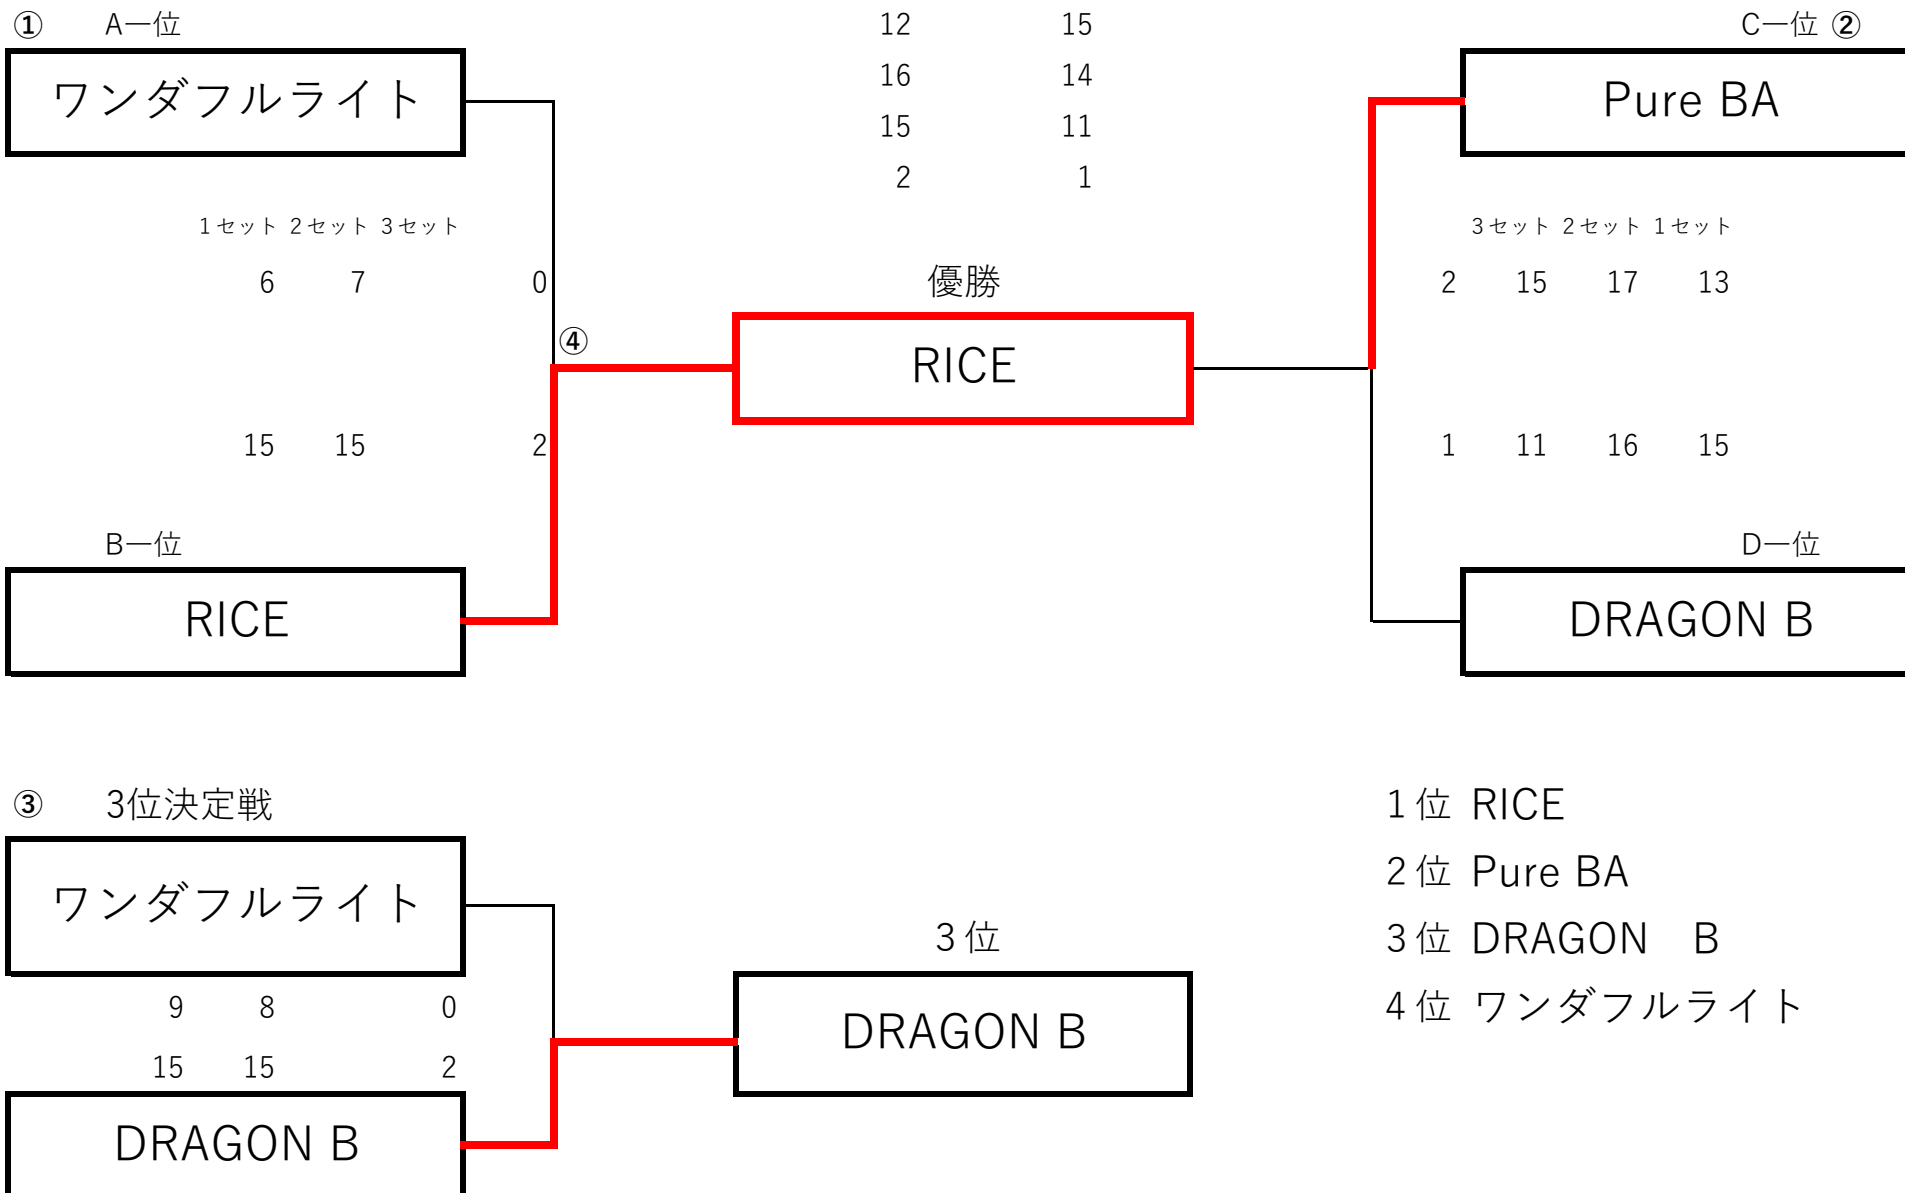 ① A一位 12 15 C一位 ②
ワンダフルライト 16 14 Pure BA
15 11
2 1
1セット 2セット 3セット 3セット 2セット 1セット
6 7 0 優勝 2 15 17 13
④
RICE
15 15 2 1 11 16 15
B一位 D一位
RICE DRAGON B
③ 3位決定戦 1位 RICE
ワンダフルライト 2位 Pure BA
3位 3位 DRAGON　B
9 8 0 4位 ワンダフルライト
DRAGON B
15 15 2
DRAGON B